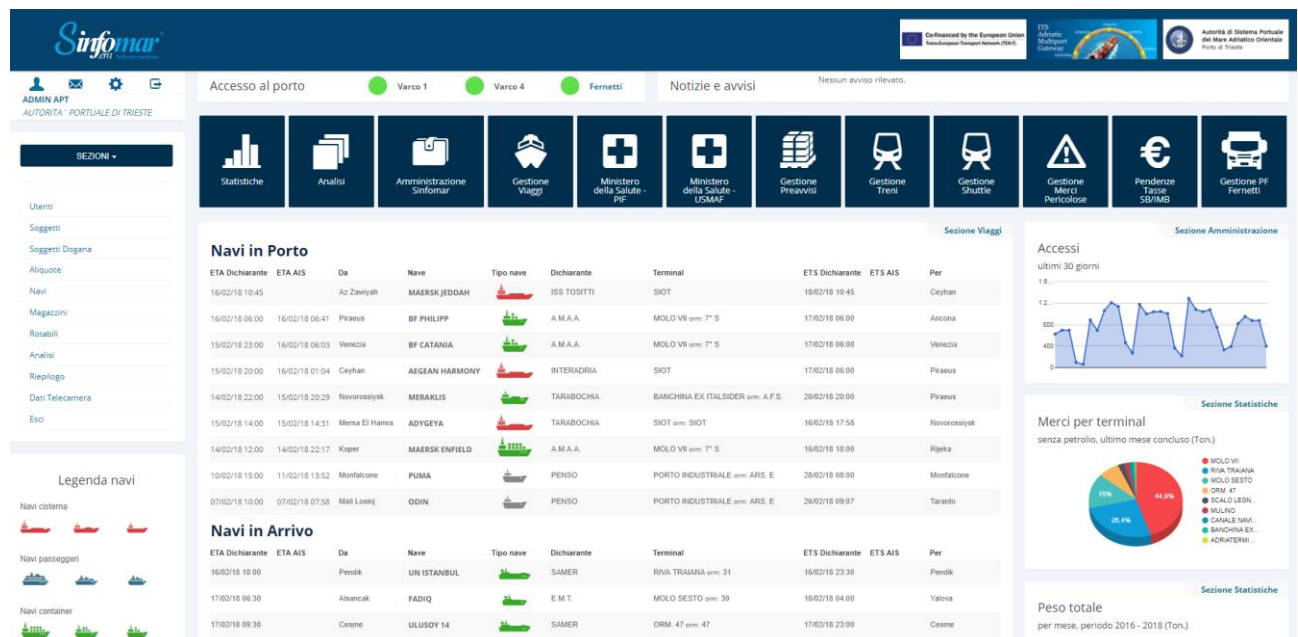 Sinfomar
Co-financed by the European Union
Trans-European Transport Network (TEN-T)
ITS
Adriatic
Multiport
Gateway
Autorità di Sistema Portuale
del Mare Adriatico Orientale
Porto di Trieste
ADMIN APT
AUTORITA' PORTUALE DI TRIESTE
SEZIONI
Utenti
Soggetti
Soggetti Dogana
Aliquote
Navi
Magazzini
Rotabili
Analisi
Riepilogo
Dati Telecamera
Esci
Legenda navi
Navi cisterna
Navi passeggeri
Navi container
Accesso al porto Varco 1 Varco 4 Fernetti
Notizie e avvisi Nessun avviso rilevato.
Statistiche
Analisi
Amministrazione
Sinfomar
Gestione
Viaggi
Ministero
della Salute -
PIF
Ministero
della Salute -
USMAF
Gestione
Preavvisi
Gestione
Treni
Gestione
Shuttle
Gestione
Merci
Pericolose
Pendenze
Tasse
SB/IMB
Gestione PF
Fernetti
Sezione Viaggi
Navi in Porto
ETA Dichiarante ETA AIS Da Nave Tipo nave Dichiarante Terminal ETS Dichiarante ETS AIS Per
16/02/18 10:45 Az Zawiyah MAERSK JEDDAH ISS TOSITTI SIOT 18/02/18 10:45 Ceyhan
16/02/18 06:00 16/02/18 06:41 Piraeus BF PHILIPP A.M.A.A. MOLO VII orm: 7° S 17/02/18 06:00 Ancona
15/02/18 23:00 16/02/18 06:03 Venezia BF CATANIA A.M.A.A. MOLO VII orm: 7° S 17/02/18 06:00 Venezia
15/02/18 20:00 16/02/18 01:04 Ceyhan AEGEAN HARMONY INTERADRIA SIOT 17/02/18 06:00 Piraeus
14/02/18 22:00 15/02/18 20:29 Novorossiysk MERAKLIS TARABOCHIA BANCHINA EX ITALSIDER orm: A.F.S. 20/02/18 20:00 Piraeus
15/02/18 14:00 15/02/18 14:31 Mersa El Hamra ADYGEYA TARABOCHIA SIOT orm: SIOT 16/02/18 17:58 Novorossiysk
14/02/18 12:00 14/02/18 22:17 Koper MAERSK ENFIELD A.M.A.A. MOLO VII orm: 7° S 16/02/18 18:00 Rijeka
10/02/18 15:00 11/02/18 13:52 Monfalcone PUMA PENSO PORTO INDUSTRIALE orm: ARS. E 28/02/18 08:00 Monfalcone
07/02/18 10:00 07/02/18 07:58 Mali Losinj ODIN PENSO PORTO INDUSTRIALE orm: ARS. E 26/02/18 09:07 Taranto
Navi in Arrivo
ETA Dichiarante ETA AIS Da Nave Tipo nave Dichiarante Terminal ETS Dichiarante ETS AIS Per
16/02/18 18:00 Pendik UN ISTANBUL SAMER RIVA TRAIANA orm: 31 16/02/18 23:30 Pendik
17/02/18 06:30 Alsancak FADIQ E.M.T. MOLO SESTO orm: 39 18/02/18 04:00 Yalova
17/02/18 09:30 Cesme ULUSOY 14 SAMER ORM. 47 orm: 47 17/02/18 23:00 Cesme
Sezione Amministrazione
Accessi
ultimi 30 giorni
1.6...
1.2...
800
400
0
Sezione Statistiche
Merci per terminal
senza petrolio, ultimo mese concluso (Ton.)
44,9%
26,4%
15%
MOLO VII
RIVA TRAIANA
MOLO SESTO
ORM. 47
SCALO LEGN...
MULINO
CANALE NAVI...
BANCHINA EX...
ADRIATERMI...
Sezione Statistiche
Peso totale
per mese, periodo 2016 - 2018 (Ton.)